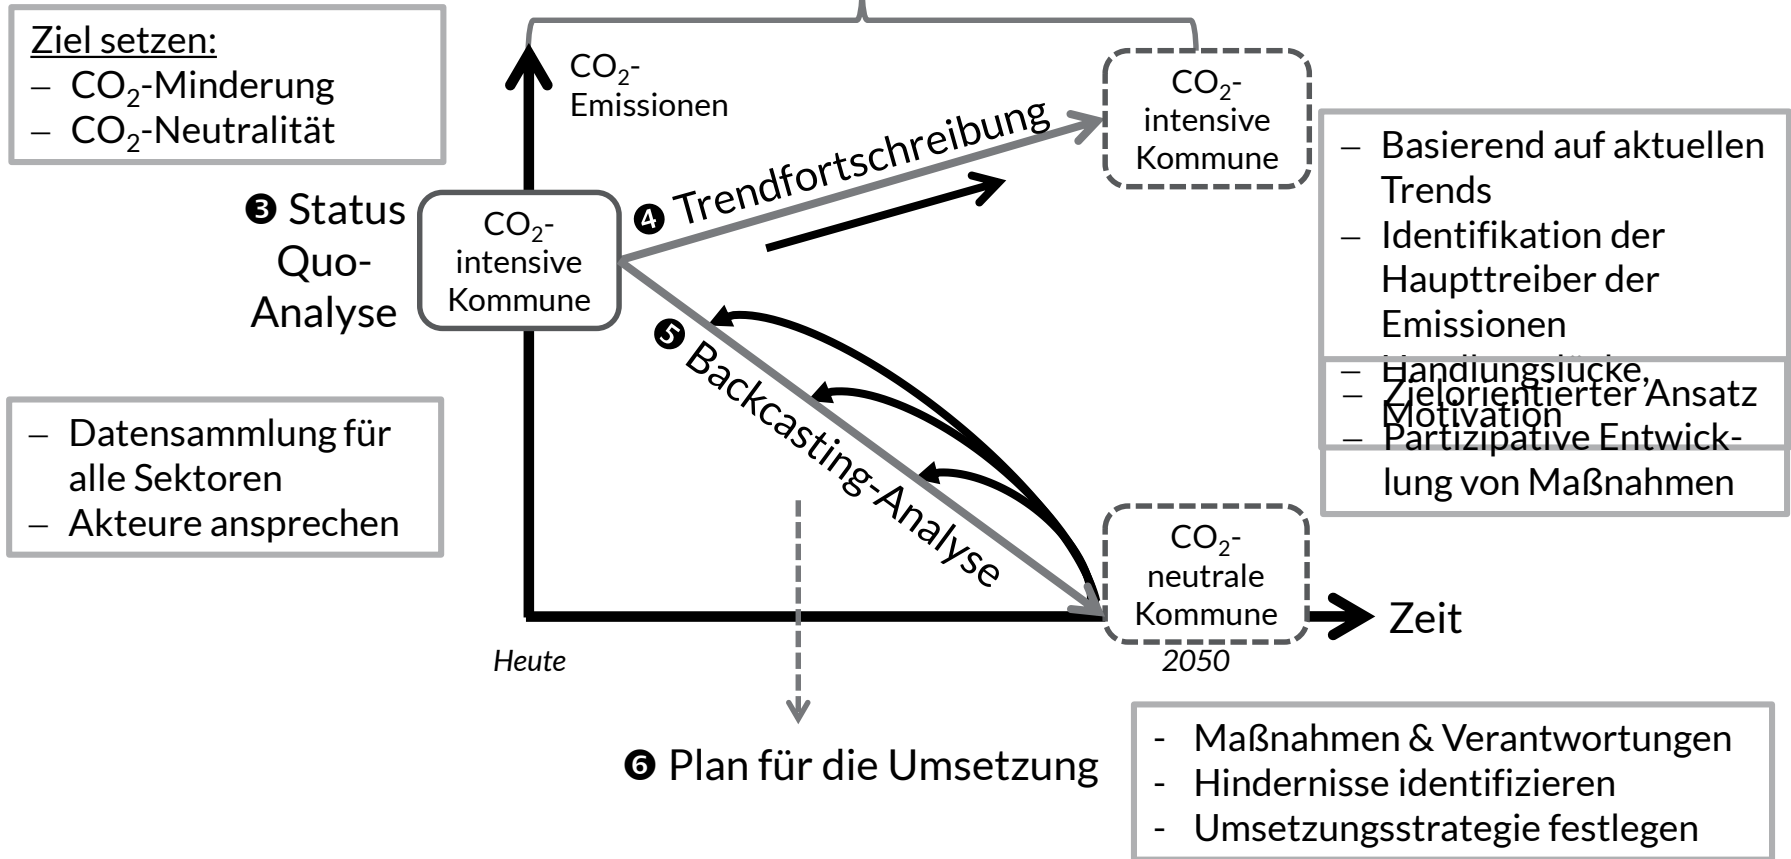 Ziel setzen:
– CO₂-Minderung
– CO₂-Neutralität
CO₂-
Emissionen
❸ Status
Quo-
Analyse
CO₂-
intensive
Kommune
❹ Trendfortschreibung
CO₂-
intensive
Kommune
– Basierend auf aktuellen
Trends
– Identifikation der
Haupttreiber der
Emissionen
– Handlungslücke,
Motivation
– Zielorientierter Ansatz
– Partizipative Entwick-
lung von Maßnahmen
– Datensammlung für
alle Sektoren
– Akteure ansprechen
❺ Backcasting-Analyse
CO₂-
neutrale
Kommune
Zeit
Heute
2050
❻ Plan für die Umsetzung
- Maßnahmen & Verantwortungen
- Hindernisse identifizieren
- Umsetzungsstrategie festlegen